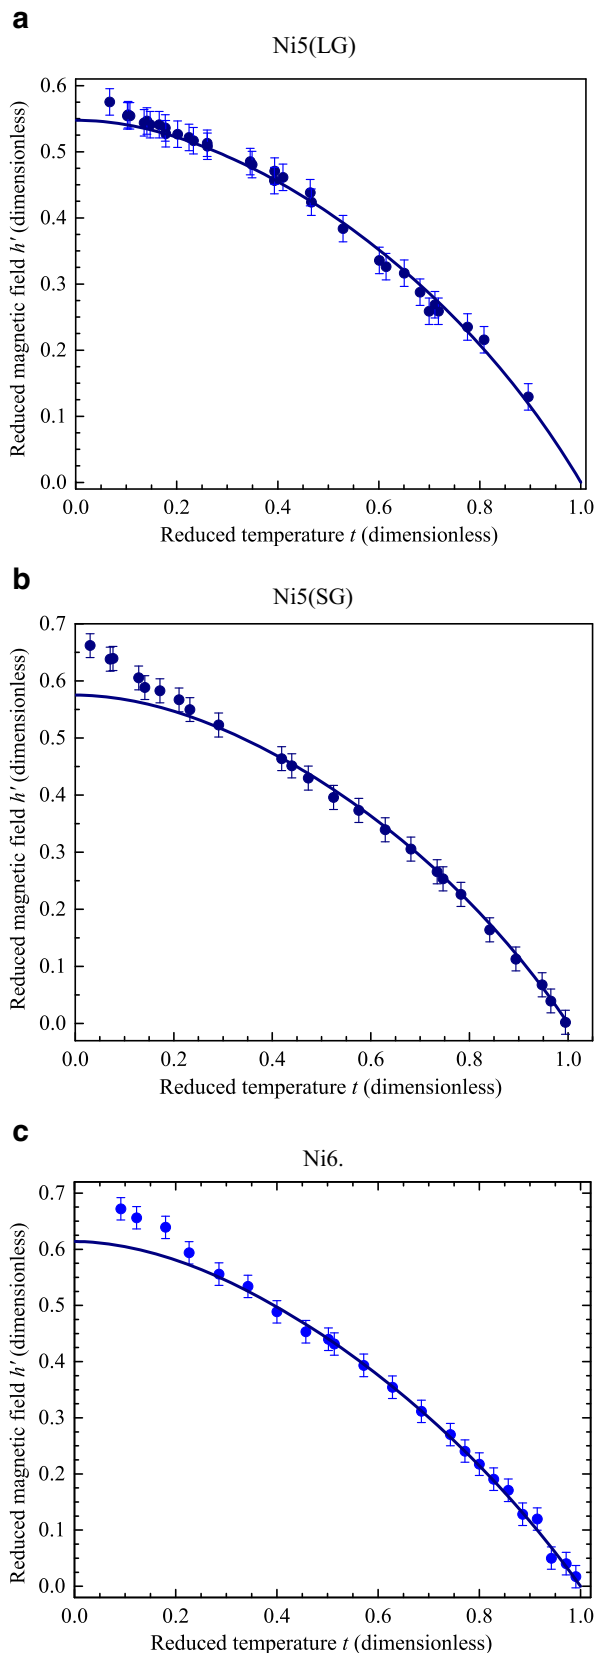 a
Ni5(LG)
Reduced magnetic field h′ (dimensionless)
0.6
0.5
0.4
0.3
0.2
0.1
0.0
0.0 0.2 0.4 0.6 0.8 1.0
Reduced temperature t (dimensionless)
b
Ni5(SG)
Reduced magnetic field h′ (dimensionless)
0.7
0.6
0.5
0.4
0.3
0.2
0.1
0.0
0.0 0.2 0.4 0.6 0.8 1.0
Reduced temperature t (dimensionless)
c
Ni6.
Reduced magnetic field h′ (dimensionless)
0.7
0.6
0.5
0.4
0.3
0.2
0.1
0.0
0.0 0.2 0.4 0.6 0.8 1.0
Reduced temperature t (dimensionless)